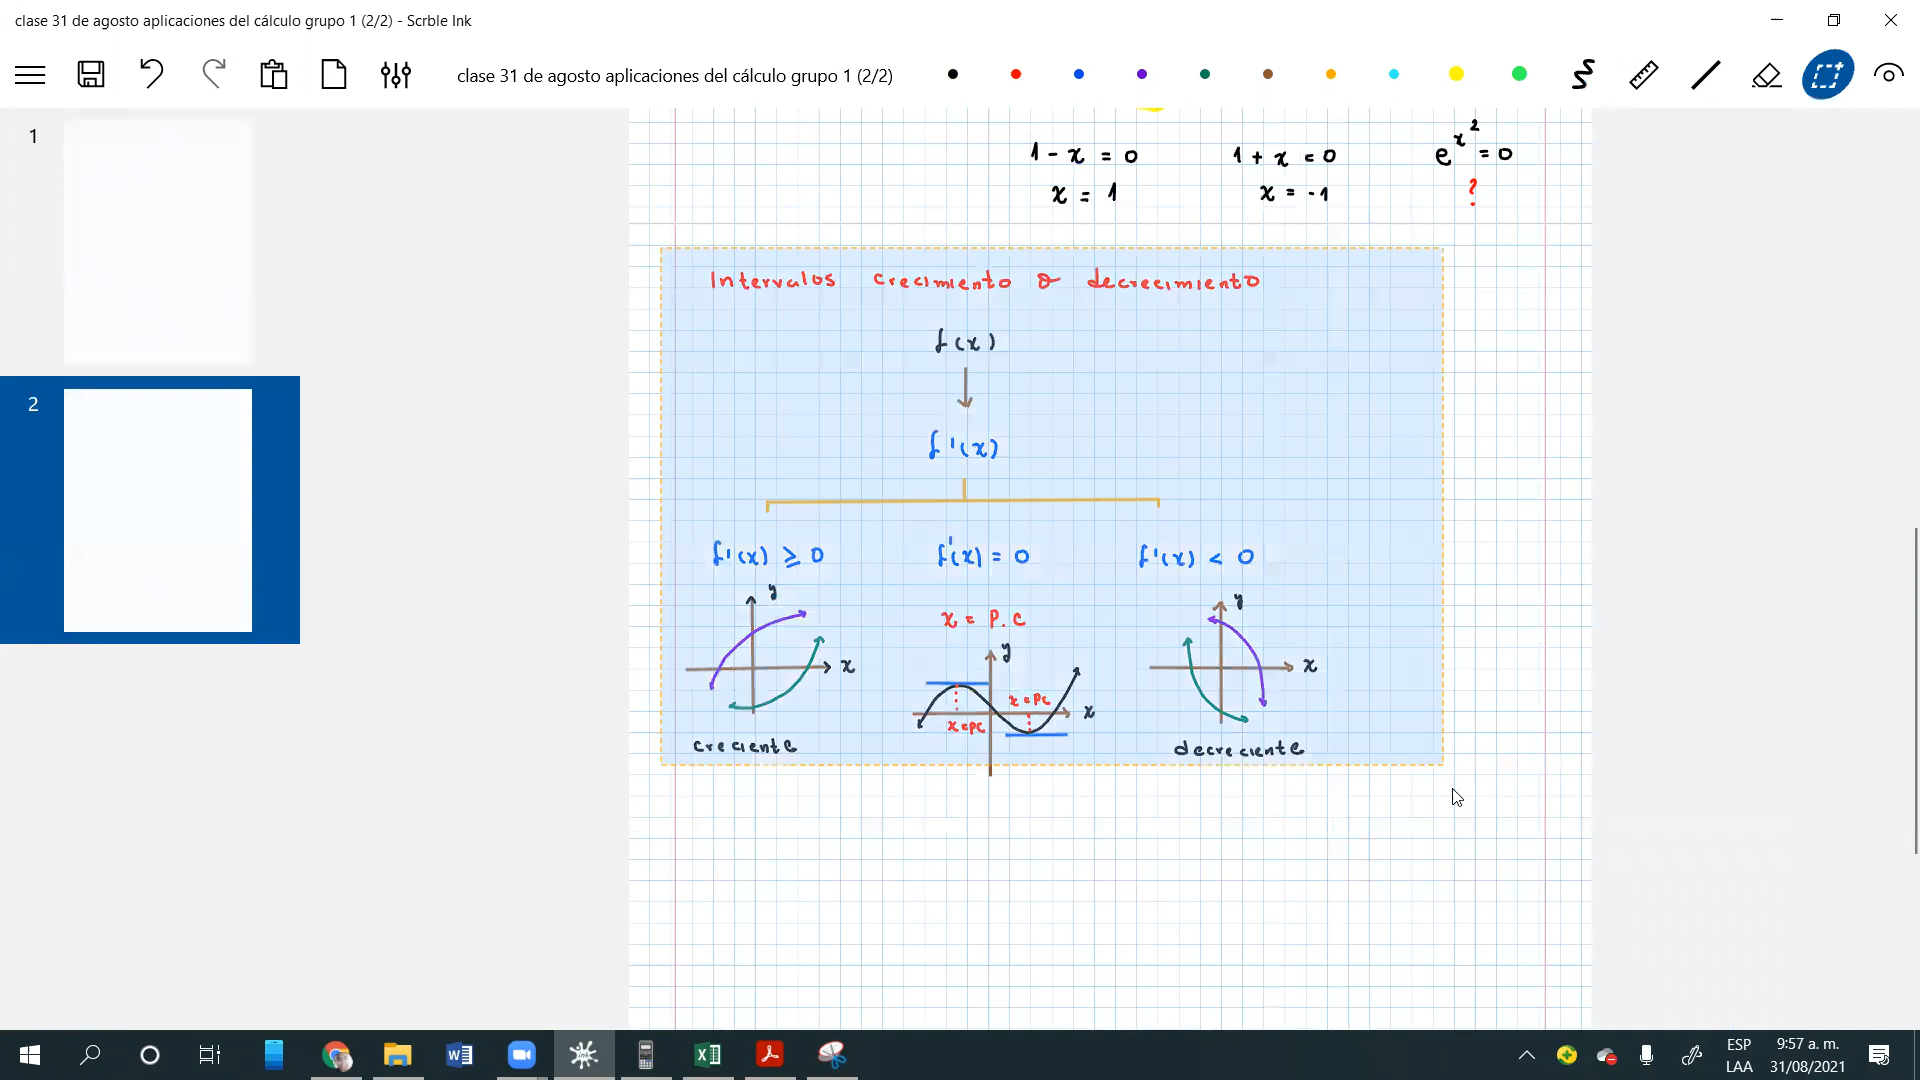 clase 31 de agosto aplicaciones del cálculo grupo 1 (2/2) - Scrble Ink
clase 31 de agosto aplicaciones del cálculo grupo 1 (2/2)
1
2
1 - x = 0
1 + x = 0
e^x^2 = 0
x = 1
x = -1
?
Intervalos crecimiento & decrecimiento
f(x)
f'(x)
f'(x) ≥ 0
f'(x) = 0
f'(x) < 0
y
x
creciente
x = P.C
y
x = PC
x = PC
x
y
x
decreciente
ESP
LAA
9:57 a. m.
31/08/2021